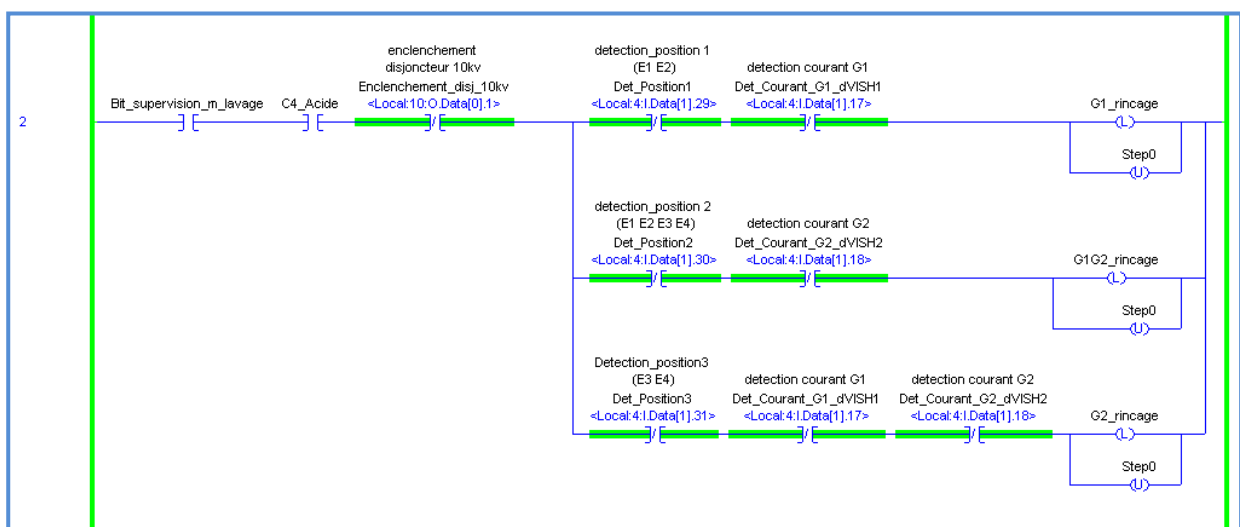 enclenchement
disjoncteur 10kv
Enclenchement_disj_10kv
<Local:10:O.Data[0].1>
detection_position 1
(E1 E2)
Det_Position1
<Local:4:I.Data[1].29>
detection courant G1
Det_Courant_G1_dVISH1
<Local:4:I.Data[1].17>
2
Bit_supervision_m_lavage
C4_Acide
G1_rincage
L
Step0
U
detection_position 2
(E1 E2 E3 E4)
Det_Position2
<Local:4:I.Data[1].30>
detection courant G2
Det_Courant_G2_dVISH2
<Local:4:I.Data[1].18>
G1G2_rincage
L
Step0
U
Detection_position3
(E3 E4)
Det_Position3
<Local:4:I.Data[1].31>
detection courant G1
Det_Courant_G1_dVISH1
<Local:4:I.Data[1].17>
detection courant G2
Det_Courant_G2_dVISH2
<Local:4:I.Data[1].18>
G2_rincage
L
Step0
U